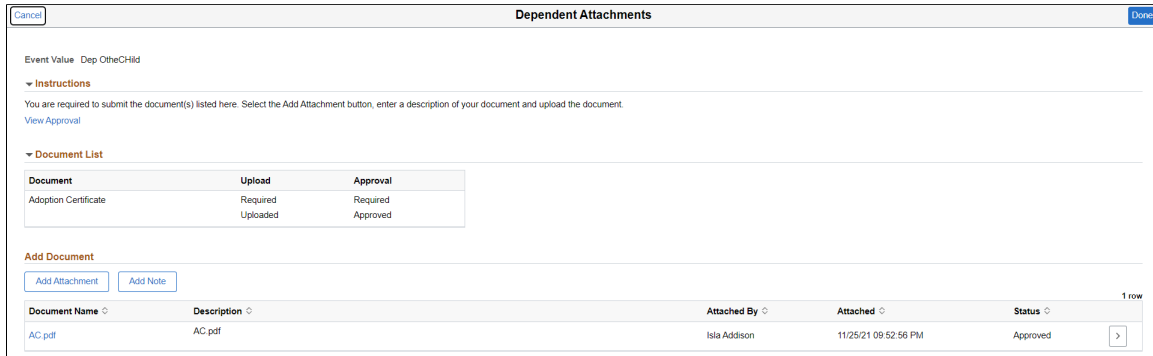 Cancel Dependent Attachments Done
Event Value Dep OtheCHild
Instructions
You are required to submit the document(s) listed here. Select the Add Attachment button, enter a description of your document and upload the document.
View Approval
Document List
Document Upload Approval
Adoption Certificate Required Required
Uploaded Approved
Add Document
Add Attachment Add Note
1 row
Document Name Description Attached By Attached Status
AC.pdf AC.pdf Isla Addison 11/25/21 09:52:56 PM Approved